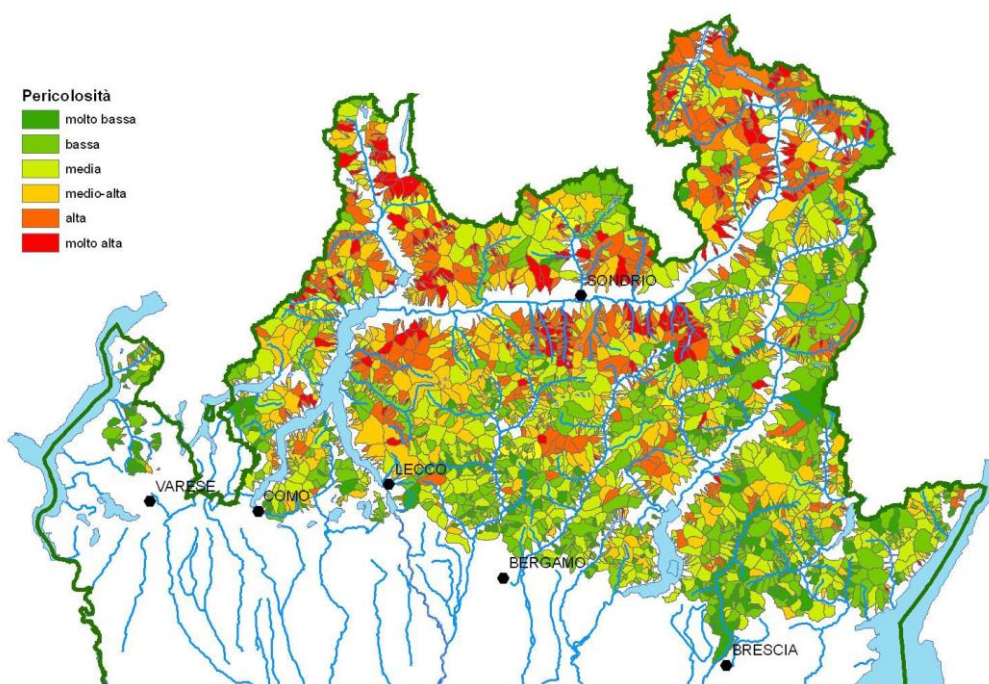 Pericolosità
molto bassa
bassa
media
medio-alta
alta
molto alta
SONDRIO
LECCO
VARESE
COMO
BERGAMO
BRESCIA